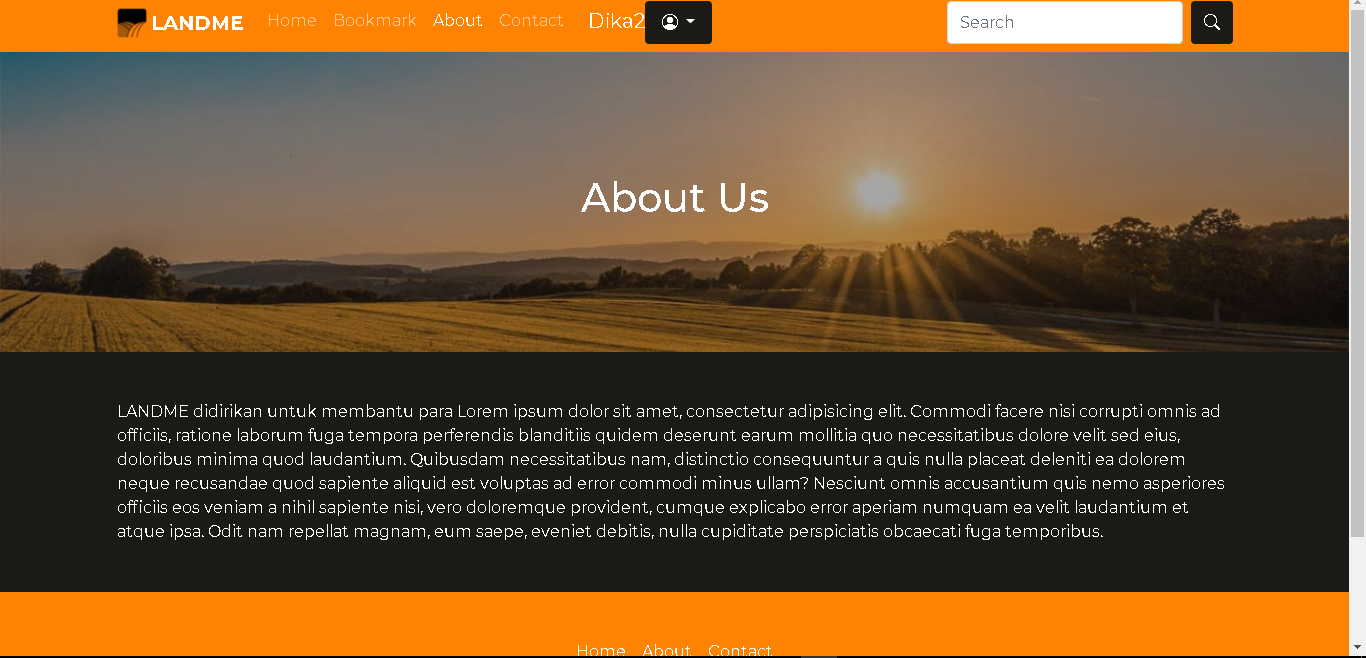 LANDME Home Bookmark About Contact Dika2 Search
About Us
LANDME didirikan untuk membantu para Lorem ipsum dolor sit amet, consectetur adipisicing elit. Commodi facere nisi corrupti omnis ad
officiis, ratione laborum fuga tempora perferendis blanditiis quidem deserunt earum mollitia quo necessitatibus dolore velit sed eius,
doloribus minima quod laudantium. Quibusdam necessitatibus nam, distinctio consequuntur a quis nulla placeat deleniti ea dolorem
neque recusandae quod sapiente aliquid est voluptas ad error commodi minus ullam? Nesciunt omnis accusantium quis nemo asperiores
officiis eos veniam a nihil sapiente nisi, vero doloremque provident, cumque explicabo error aperiam numquam ea velit laudantium et
atque ipsa. Odit nam repellat magnam, eum saepe, eveniet debitis, nulla cupiditate perspiciatis obcaecati fuga temporibus.
Home About Contact